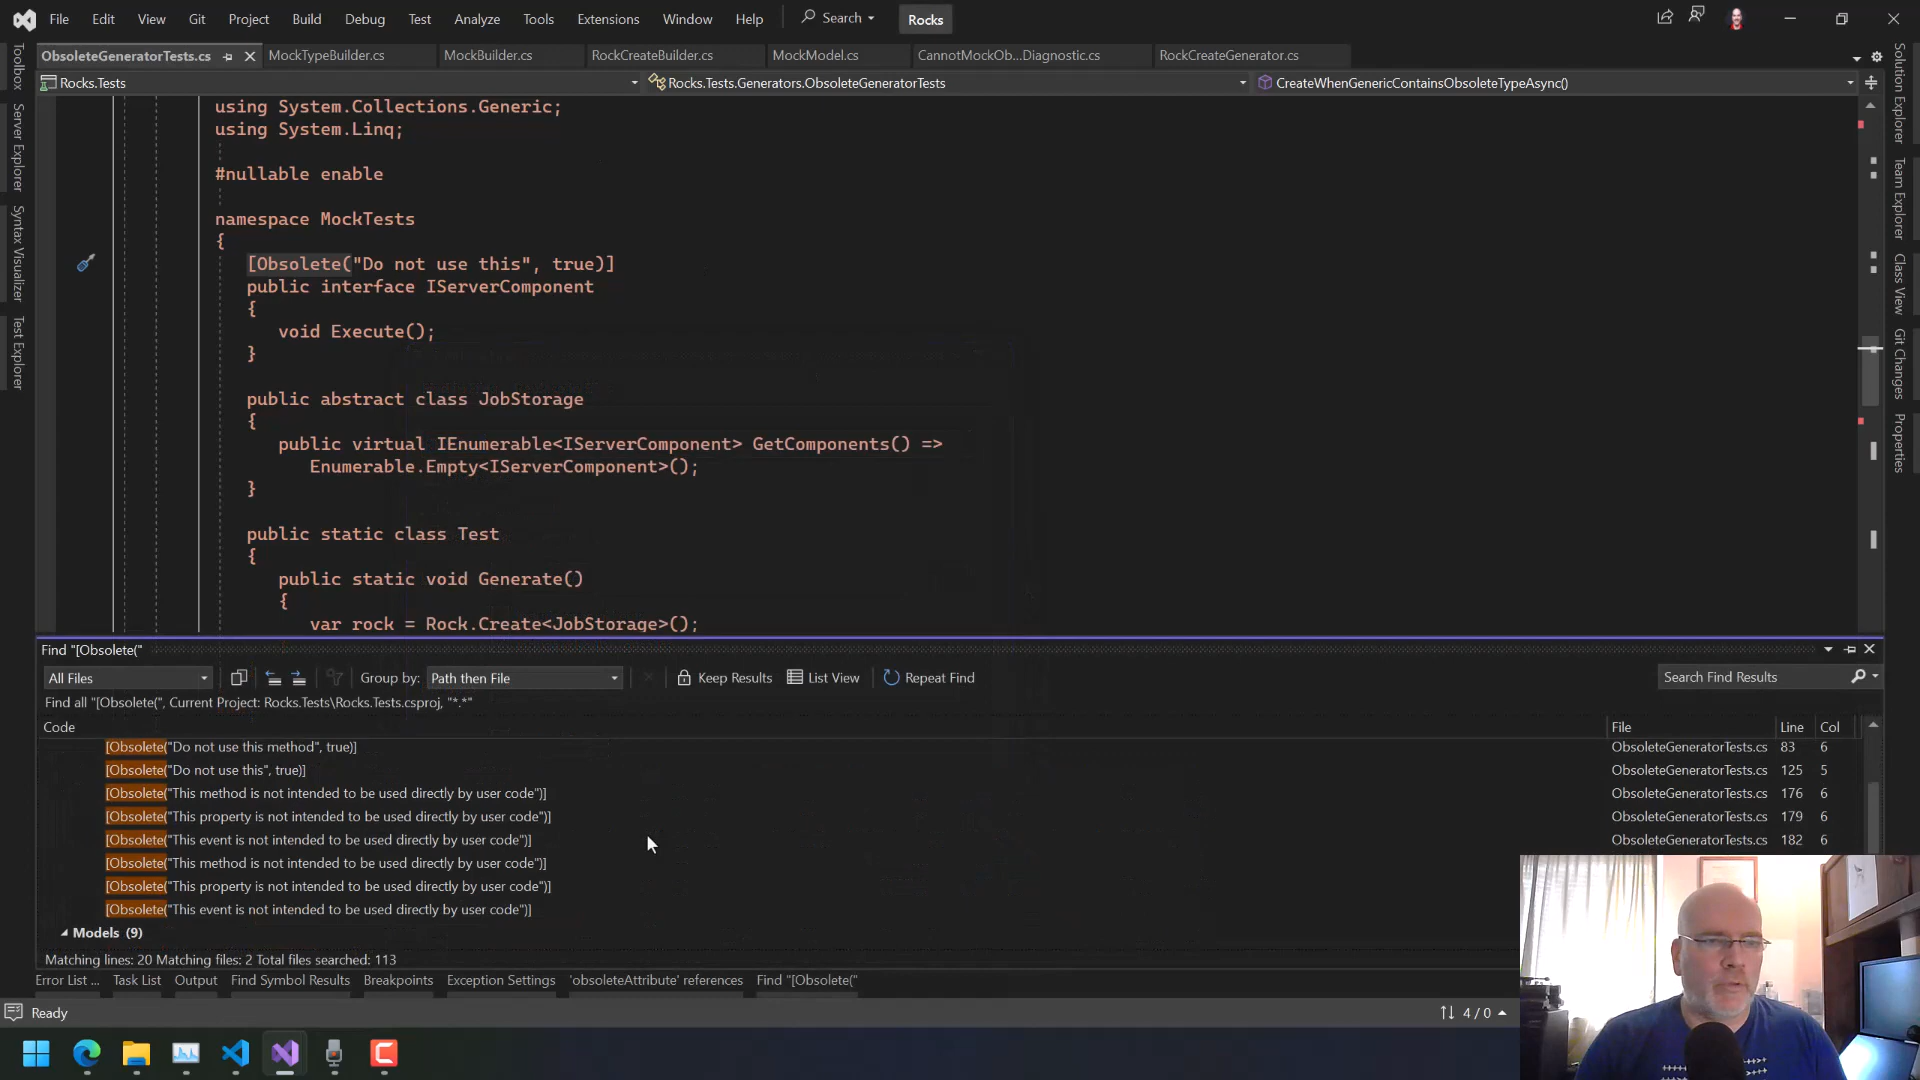 File Edit View Git Project Build Debug Test Analyze Tools Extensions Window Help Search Rocks
ObsoleteGeneratorTests.cs MockTypeBuilder.cs MockBuilder.cs RockCreateBuilder.cs MockModel.cs CannotMockOb...Diagnostic.cs RockCreateGenerator.cs
Rocks.Tests Rocks.Tests.Generators.ObsoleteGeneratorTests CreateWhenGenericContainsObsoleteTypeAsync()
Toolbox
Server Explorer
Syntax Visualizer
Test Explorer
using System.Collections.Generic;
using System.Linq;
#nullable enable
namespace MockTests
{
[Obsolete("Do not use this", true)]
public interface IServerComponent
{
void Execute();
}
public abstract class JobStorage
{
public virtual IEnumerable<IServerComponent> GetComponents() =>
Enumerable.Empty<IServerComponent>();
}
public static class Test
{
public static void Generate()
{
var rock = Rock.Create<JobStorage>();
Solution Explorer
Team Explorer
Class View
Git Changes
Properties
Find "[Obsolete("
All Files Group by: Path then File Keep Results List View Repeat Find Search Find Results
Find all "[Obsolete(", Current Project: Rocks.Tests\Rocks.Tests.csproj, "*.*"
Code File Line Col
[Obsolete("Do not use this method", true)] ObsoleteGeneratorTests.cs 83 6
[Obsolete("Do not use this", true)] ObsoleteGeneratorTests.cs 125 5
[Obsolete("This method is not intended to be used directly by user code")] ObsoleteGeneratorTests.cs 176 6
[Obsolete("This property is not intended to be used directly by user code")] ObsoleteGeneratorTests.cs 179 6
[Obsolete("This event is not intended to be used directly by user code")] ObsoleteGeneratorTests.cs 182 6
[Obsolete("This method is not intended to be used directly by user code")]
[Obsolete("This property is not intended to be used directly by user code")]
[Obsolete("This event is not intended to be used directly by user code")]
Models (9)
Matching lines: 20 Matching files: 2 Total files searched: 113
Error List ... Task List Output Find Symbol Results Breakpoints Exception Settings 'obsoleteAttribute' references Find "[Obsolete("
Ready 4 / 0